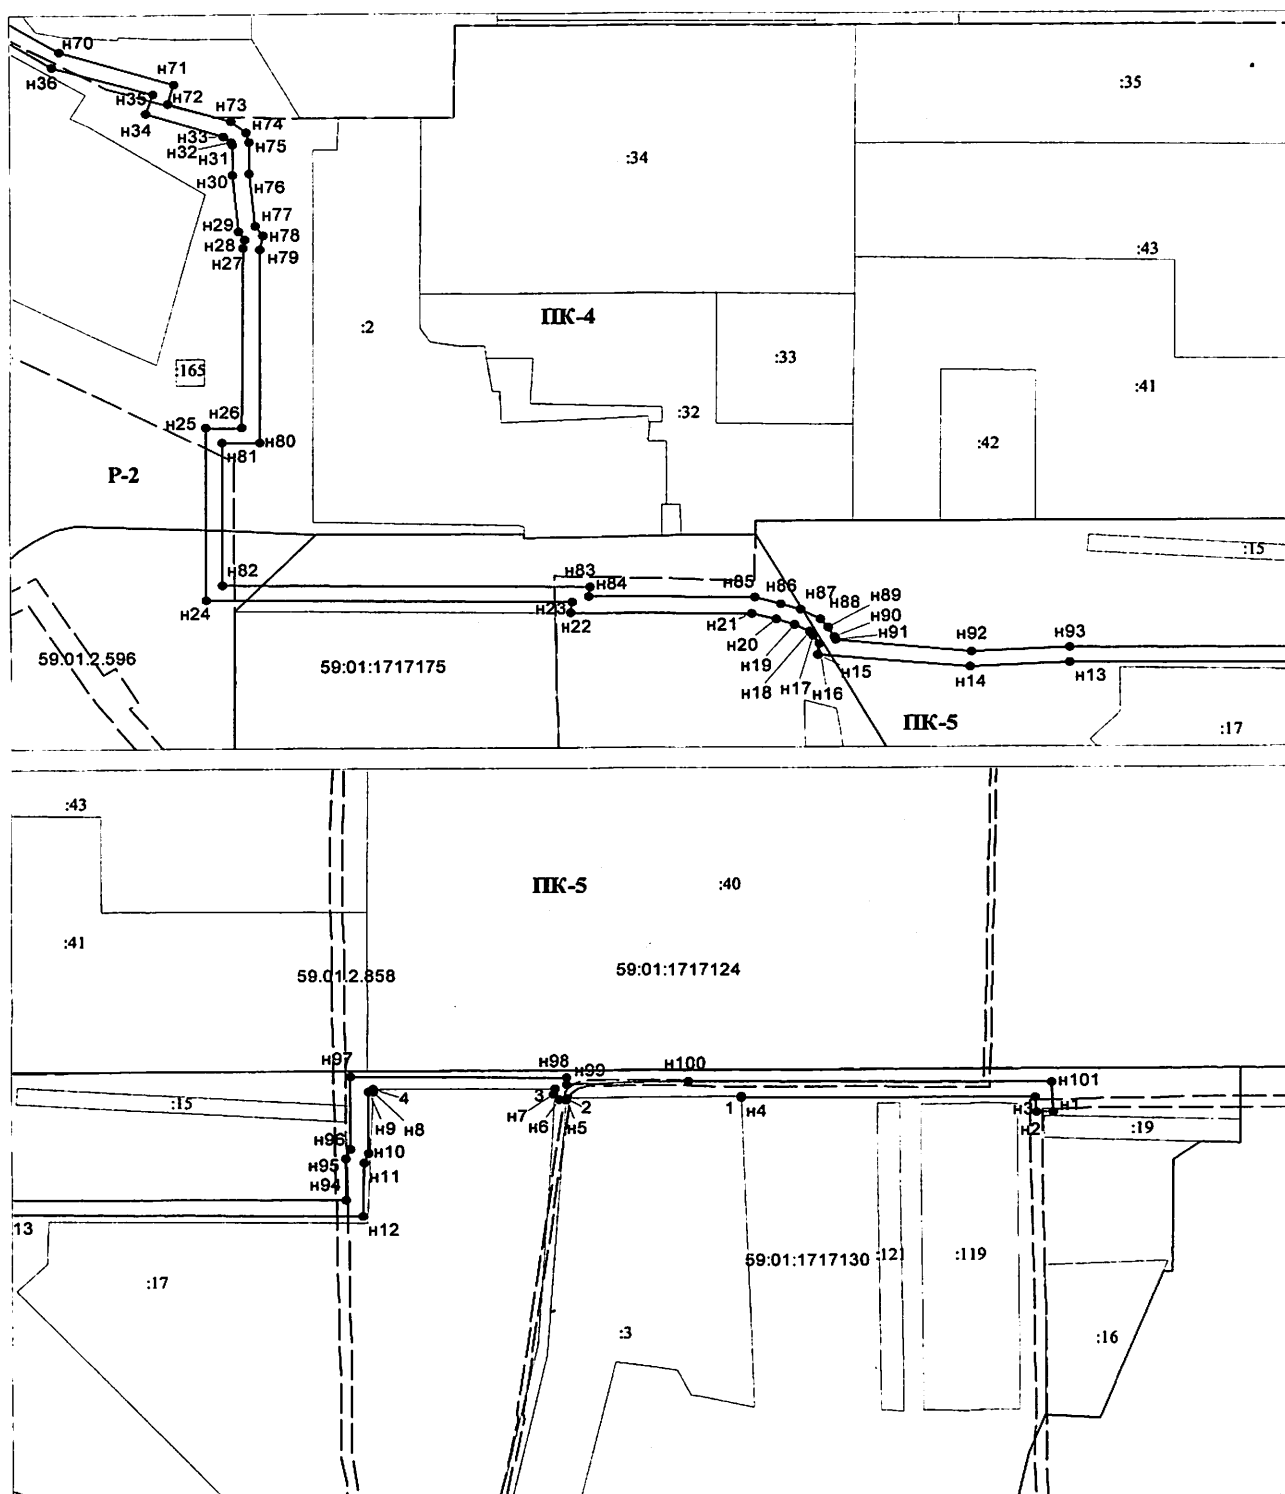 н70
н36
н71
н35
н72
н34
н73
н33
н74
н32
н75
н31
н30
н76
н29
н77
н28
н78
н27
н79
:35
:34
:43
ПК-4
:2
:33
:165
:41
:32
н25
н26
н80
н81
:42
Р-2
:15
н82
н83
н84
н85
н86
н87
н89
н88
н90
н91
н92
н93
н24
н23
н22
н21
н20
н19
н18
н17
н16
н15
н14
н13
59.01.2.596
59:01:1717175
ПК-5
:17
:43
ПК-5
:40
:41
59.01.2.858
59:01:1717124
н97
н98
н99
н100
н101
:15
4
3
н9
н8
н7
н6
2
н5
1
н4
н3
н1
н2
:19
н96
н95
н10
н11
н94
13
н12
:17
59:01:1717130
:121
:119
:3
:16